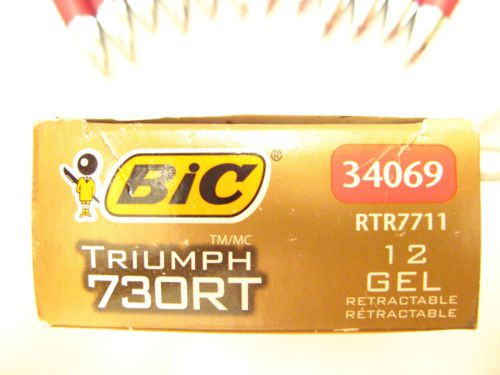 BiC®
TM/MC
TRIUMPH
730RT
34069
RTR7711
12
GEL
RETRACTABLE
RÉTRACTABLE